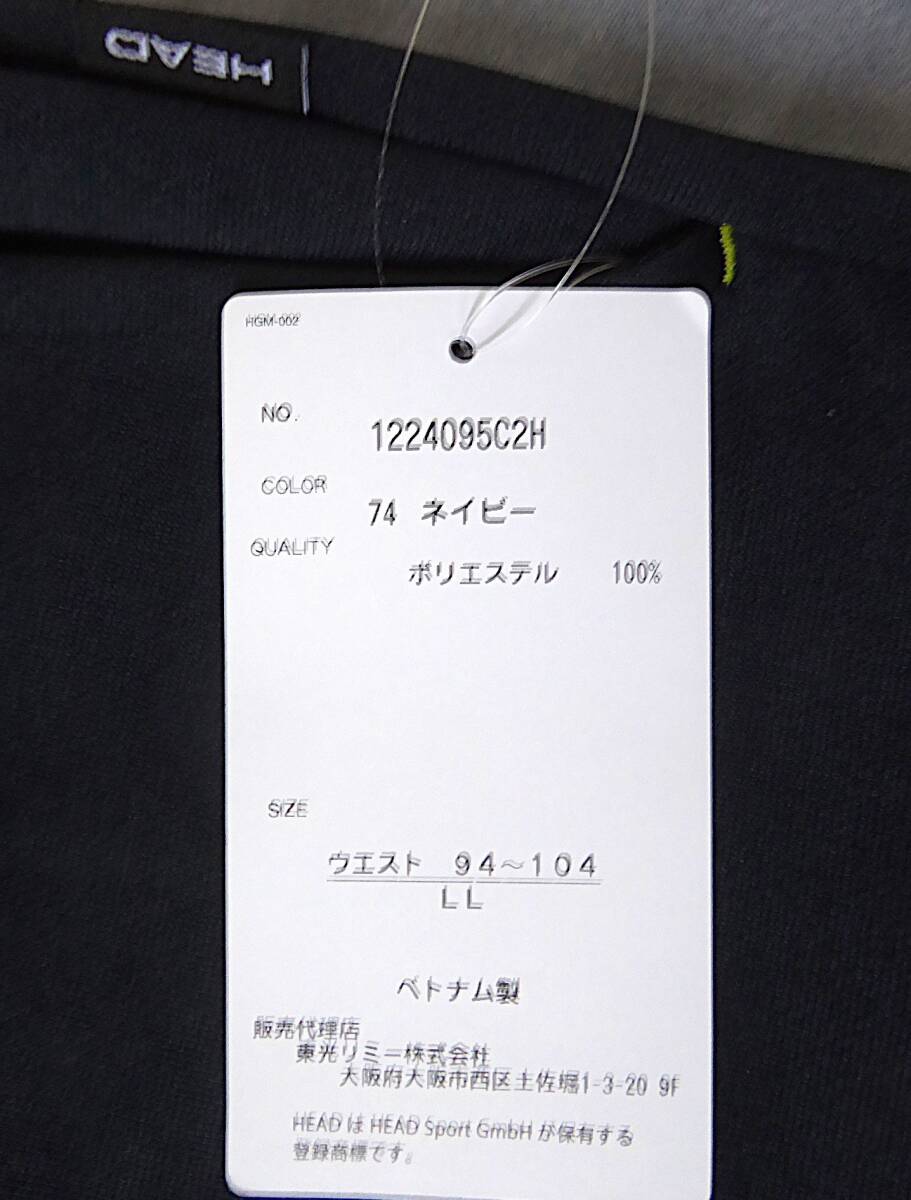 HEAD
HGM-002
NO. 1224095C2H
COLOR 74 ネイビー
QUALITY
ポリエステル 100%
SIZE
ウエスト 94～104
LL
ベトナム製
販売代理店
東光リミー株式会社
大阪府大阪市西区土佐堀1-3-20 9F
HEAD は HEAD Sport GmbH が保有する
登録商標です。